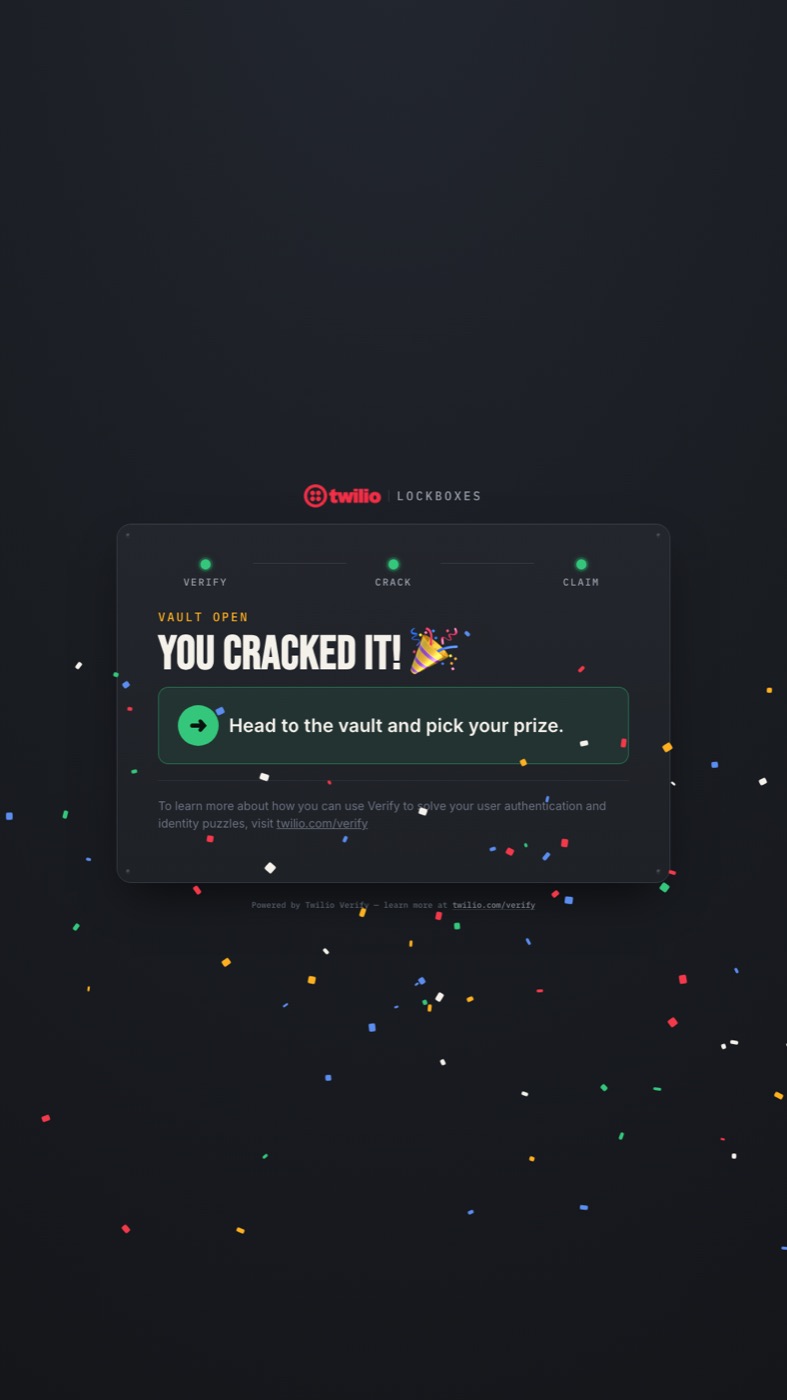 twilio | LOCKBOXES
VERIFY CRACK CLAIM
VAULT OPEN
YOU CRACKED IT! 🎉
➜ Head to the vault and pick your prize.
To learn more about how you can use Verify to solve your user authentication and
identity puzzles, visit twilio.com/verify
Powered by Twilio Verify — learn more at twilio.com/verify